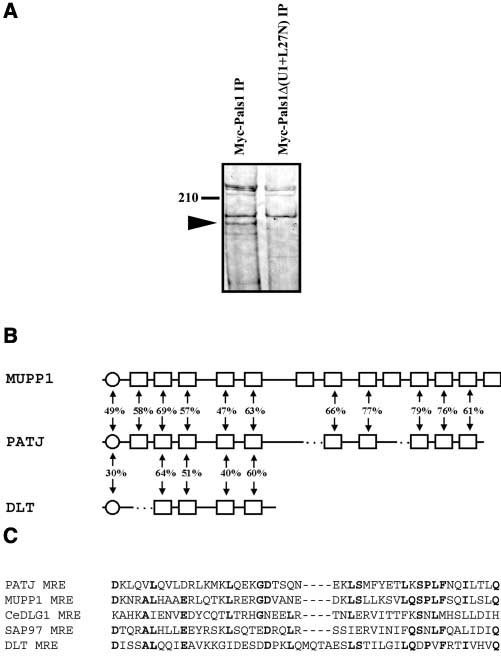 A
Myc-Pals1 IP
Myc-Pals1Δ(U1+L27N) IP
210
B
MUPP1
49% 58% 69% 57% 47% 63% 66% 77% 79% 76% 61%
PATJ
30% 64% 51% 40% 60%
DLT
C
PATJ MRE DKLQVLQVLDRLKMKLQEKGDTSQN----EKLSMFYETLKSPLFNQILTLQ
MUPP1 MRE DKNRALHAAERLQTKLRERGDVANE----DKLSLLKSVLQSPLFSQILSLQ
CeDLG1 MRE KAHKAIENVEDYCQTLTRHGNEELR----TNLERVITTFKSNLMHSLLDIH
SAP97 MRE DTQRALHLLEEYRSKLSQTEDRQLR----SSIERVINIFQSNLFQALIDIQ
DLT MRE DISSALQQIEAVKKGIDESDDPKLQMQTAESLSTILGILQDPVFRTIVHVQ